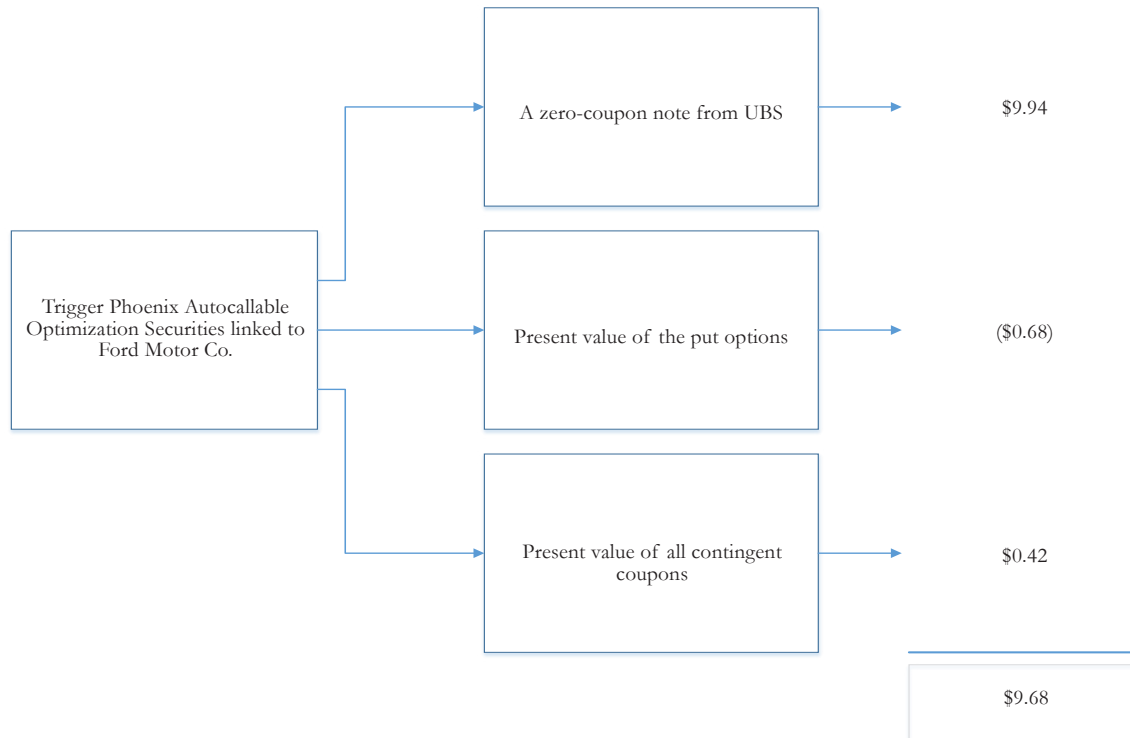 A zero-coupon note from UBS
$9.94
Trigger Phoenix Autocallable
Optimization Securities linked to
Ford Motor Co.
Present value of the put options
($0.68)
Present value of all contingent
coupons
$0.42
$9.68